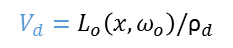 V_d = L_o(x, ω_o)/ρ_d